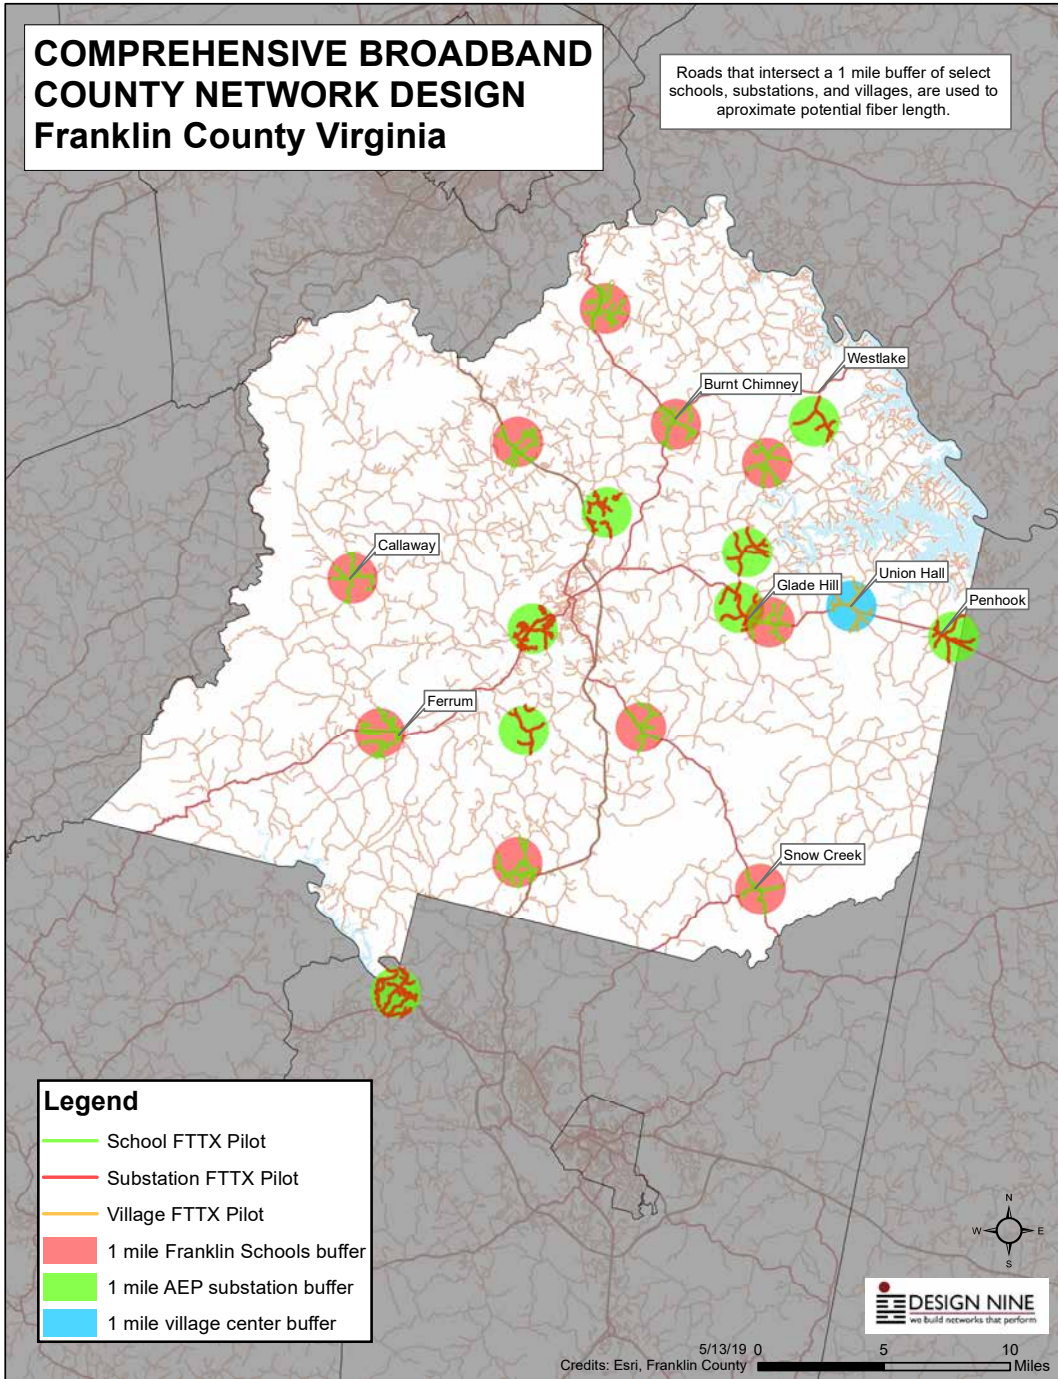 COMPREHENSIVE BROADBAND
COUNTY NETWORK DESIGN
Franklin County Virginia
Roads that intersect a 1 mile buffer of select
schools, substations, and villages, are used to
aproximate potential fiber length.
Westlake
Burnt Chimney
Callaway
Glade Hill
Union Hall
Penhook
Ferrum
Snow Creek
Legend
School FTTX Pilot
Substation FTTX Pilot
Village FTTX Pilot
1 mile Franklin Schools buffer
1 mile AEP substation buffer
1 mile village center buffer
N
W E
S
DESIGN NINE
we build networks that perform
5/13/19 0 5 10
Credits: Esri, Franklin County Miles